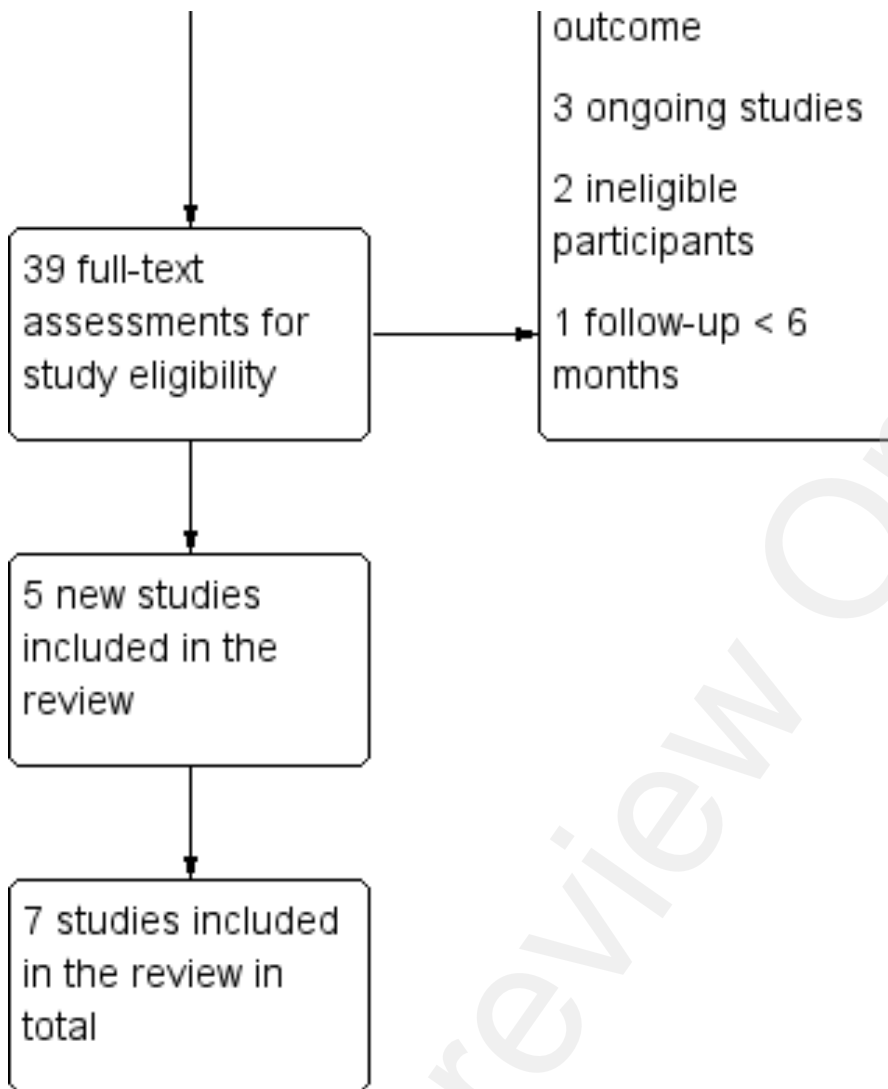 outcome
3 ongoing studies
2 ineligible
participants
1 follow-up < 6
months
39 full-text
assessments for
study eligibility
5 new studies
included in the
review
7 studies included
in the review in
total
review